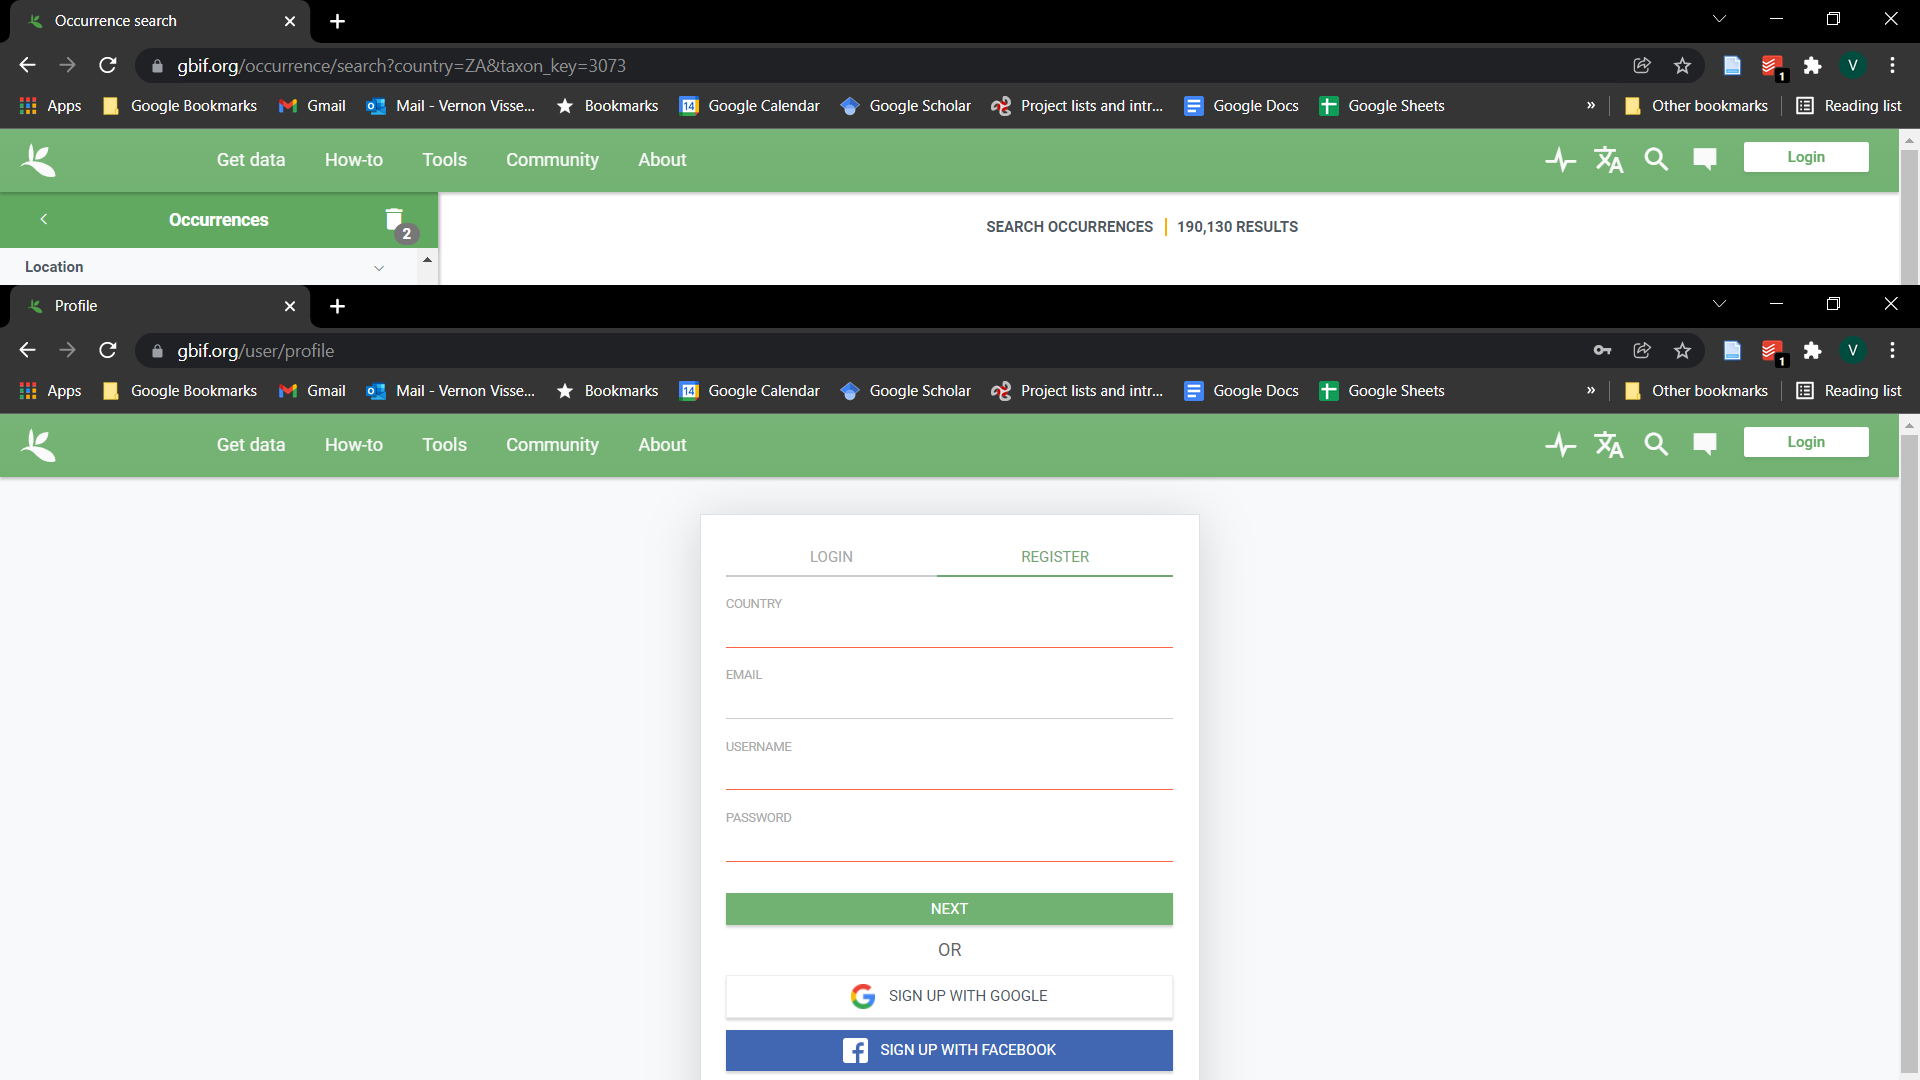 Occurrence search
gbif.org/occurrence/search?country=ZA&taxon_key=3073
1
V
Apps Google Bookmarks Gmail Mail - Vernon Visse... Bookmarks 14 Google Calendar Google Scholar Project lists and intr... Google Docs Google Sheets » Other bookmarks Reading list
Get data How-to Tools Community About Login
Occurrences 2
SEARCH OCCURRENCES | 190,130 RESULTS
Location
Profile
gbif.org/user/profile
1
V
Apps Google Bookmarks Gmail Mail - Vernon Visse... Bookmarks 14 Google Calendar Google Scholar Project lists and intr... Google Docs Google Sheets » Other bookmarks Reading list
Get data How-to Tools Community About Login
LOGIN REGISTER
COUNTRY
EMAIL
USERNAME
PASSWORD
NEXT
OR
SIGN UP WITH GOOGLE
SIGN UP WITH FACEBOOK